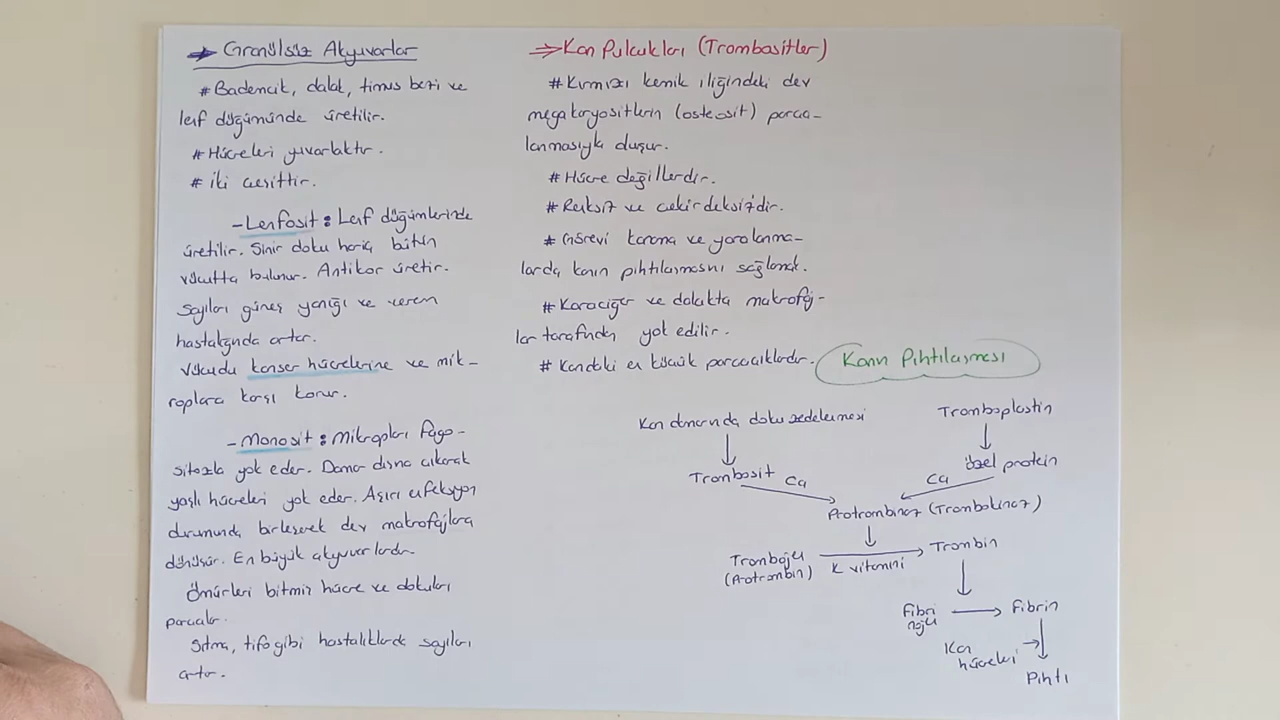 → Granülsüz Akyuvarlar
# Bademcik, dalak, timus bezi ve
lenf düğümünde üretilir.
# Hücreleri yuvarlaktır.
# İki çeşittir.
- Lenfosit : Lenf düğümlerinde
üretilir. Sinir doku hariç bütün
vücutta bulunur. Antikor üretir.
Sayıları güneş yanığı ve verem
hastalığında artar.
Vücudu kanser hücrelerine ve mik-
roplara karşı korur.
- Monosit : Mikropları fago-
sitozla yok eder. Damar dışına çıkarak
yaşlı hücreleri yok eder. Aşırı enfeksiyon
durumunda birleşerek dev makrofajlara
dönüşür. En büyük akyuvarlardır.
Ömürleri bitmiş hücre ve dokuları
parçalar.
Sıtma, tifo gibi hastalıklarda sayıları
artar.
⇒ Kan Pulcukları (Trombositler)
# Kırmızı kemik iliğindeki dev
megakaryositlerin (osteosit) parça-
lanmasıyla oluşur.
# Hücre değillerdir.
# Renksiz ve çekirdeksizdir.
# Görevi kanama ve yaralanma-
larda kanın pıhtılaşmasını sağlamak.
# Karaciğer ve dalakta makrofaj-
lar tarafından yok edilir.
# Kandaki en küçük parçacıklardır.
Kanın Pıhtılaşması
Kan damarında doku zedelenmesi
Tromboplastin
↓
↓
Trombosit
Ca
Ca
özel protein
Protrombinaz (Trombokinaz)
↓
Trombojen
(Protrombin)
→
K vitamini
Trombin
↓
Fibri
nojen
→
Fibrin
Kan
hücreleri
→
↓
Pıhtı